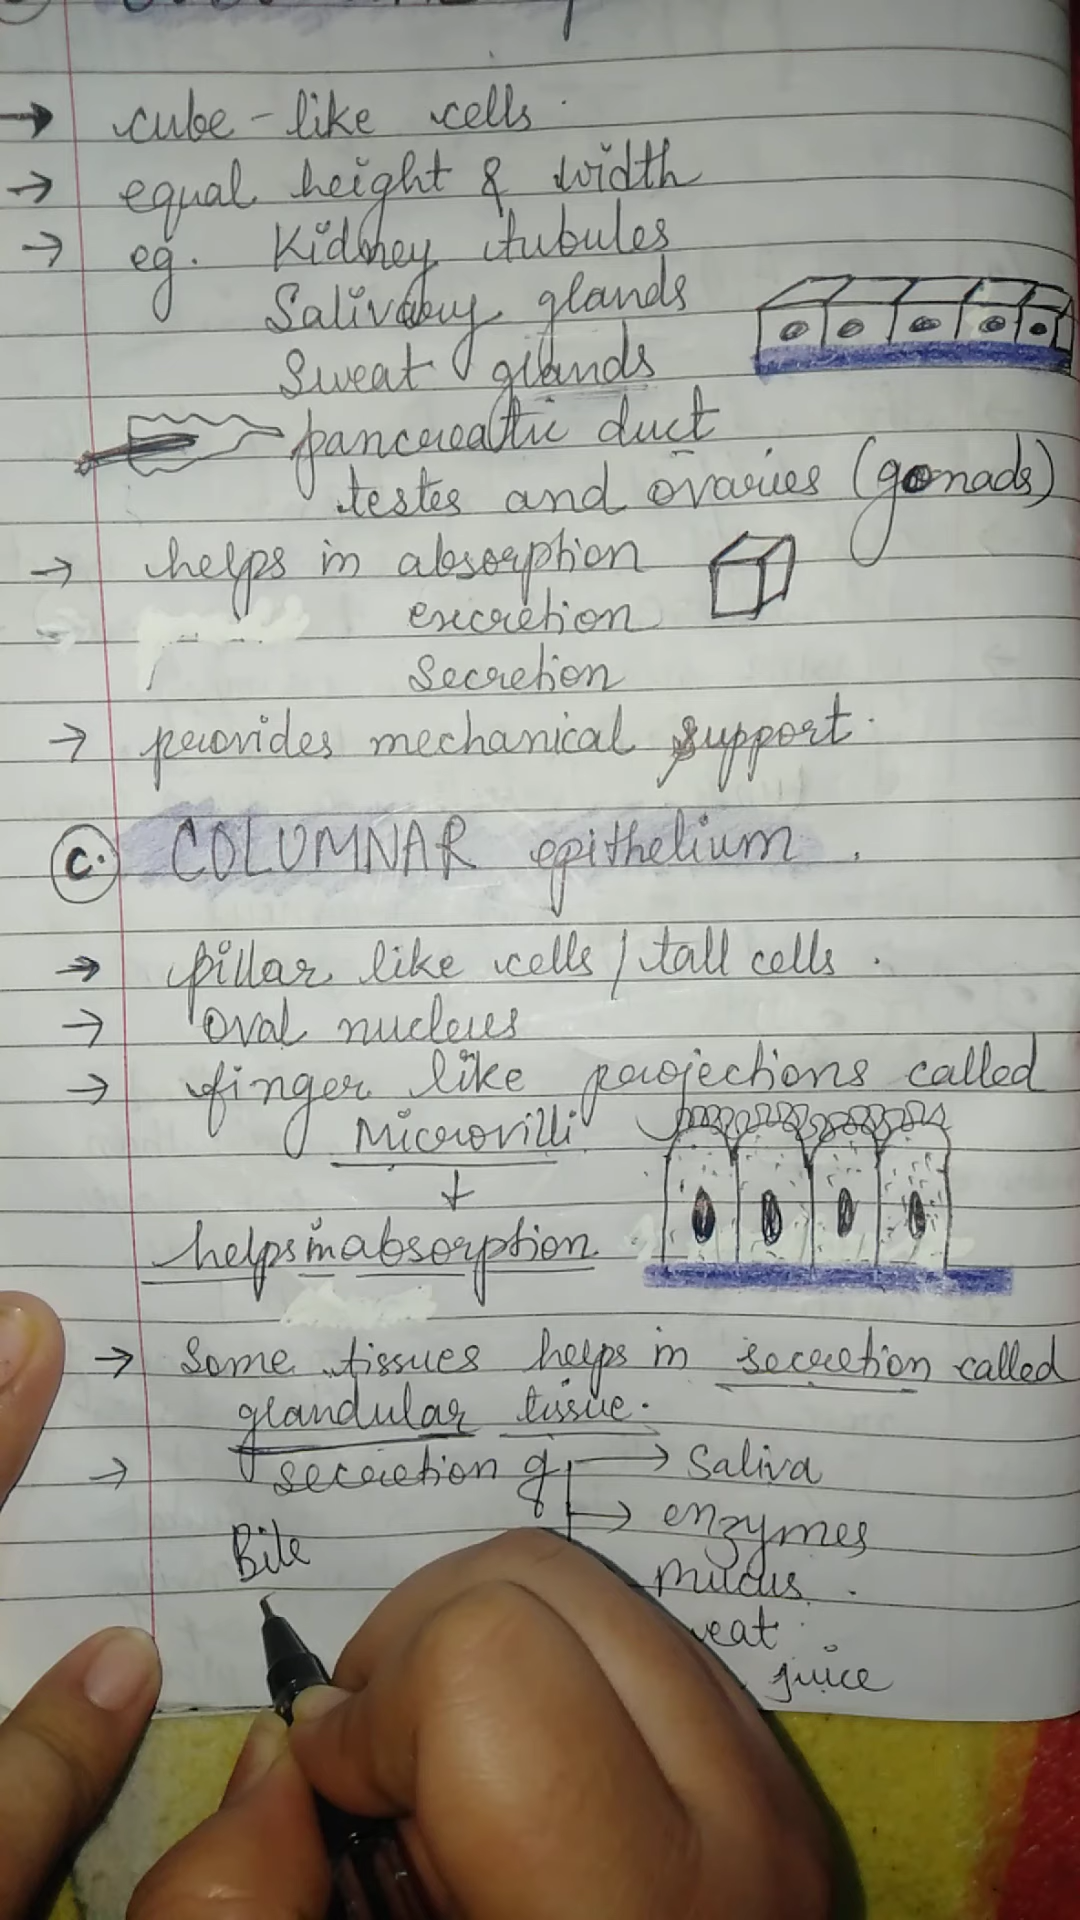 → cube-like cells.
→ equal height & width
→ eg. Kidney tubules
Salivary glands
Sweat glands
pancreatic duct
testes and ovaries (gonads)
→ helps in absorption
excretion
secretion
→ provides mechanical support.
C. COLUMNAR epithelium.
→ pillar like cells / tall cells.
→ oval nucleus
→ finger like projections called
Microvilli
↓
helps in absorption
→ Some tissues helps in secretion called
glandular tissue.
→ secretion of → Saliva
→ enzymes
Bile
mucus.
juice